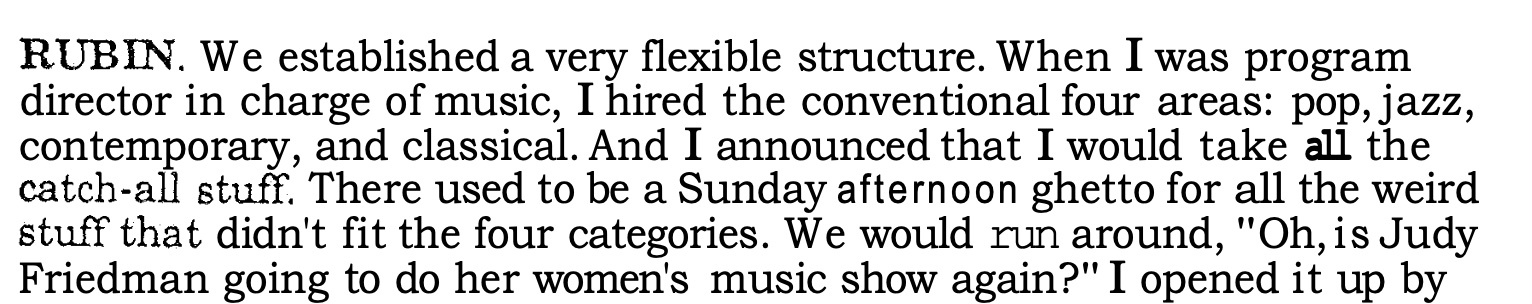 RUBIN. We established a very flexible structure. When I was program
director in charge of music, I hired the conventional four areas: pop, jazz,
contemporary, and classical. And I announced that I would take all the
catch-all stuff. There used to be a Sunday afternoon ghetto for all the weird
stuff that didn't fit the four categories. We would run around, "Oh, is Judy
Friedman going to do her women's music show again?" I opened it up by